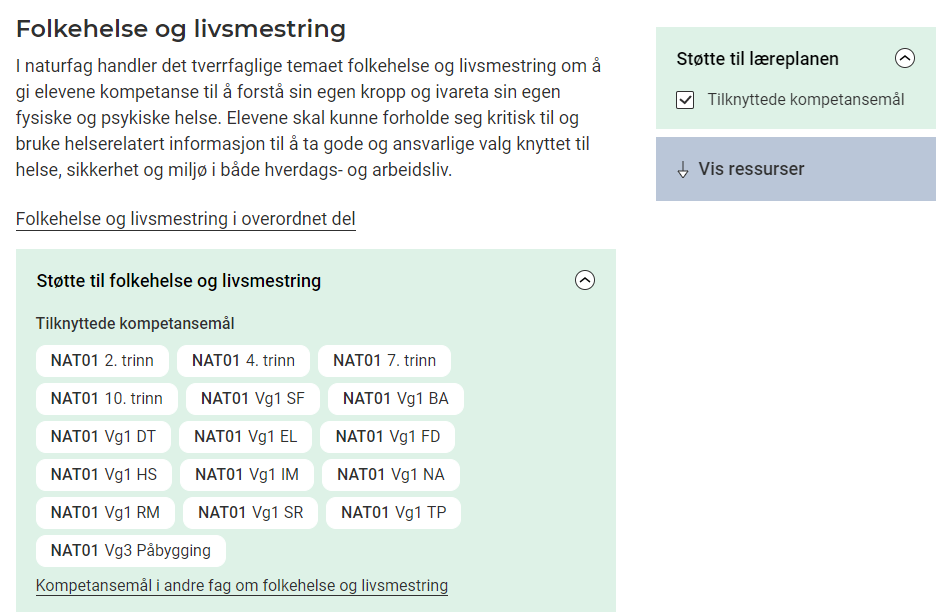 Folkehelse og livsmestring
I naturfag handler det tverrfaglige temaet folkehelse og livsmestring om å
gi elevene kompetanse til å forstå sin egen kropp og ivareta sin egen
fysiske og psykiske helse. Elevene skal kunne forholde seg kritisk til og
bruke helserelatert informasjon til å ta gode og ansvarlige valg knyttet til
helse, sikkerhet og miljø i både hverdags- og arbeidsliv.
Folkehelse og livsmestring i overordnet del
Støtte til folkehelse og livsmestring
Tilknyttede kompetansemål
NAT01 2. trinn NAT01 4. trinn NAT01 7. trinn
NAT01 10. trinn NAT01 Vg1 SF NAT01 Vg1 BA
NAT01 Vg1 DT NAT01 Vg1 EL NAT01 Vg1 FD
NAT01 Vg1 HS NAT01 Vg1 IM NAT01 Vg1 NA
NAT01 Vg1 RM NAT01 Vg1 SR NAT01 Vg1 TP
NAT01 Vg3 Påbygging
Kompetansemål i andre fag om folkehelse og livsmestring
Støtte til læreplanen
Tilknyttede kompetansemål
Vis ressurser